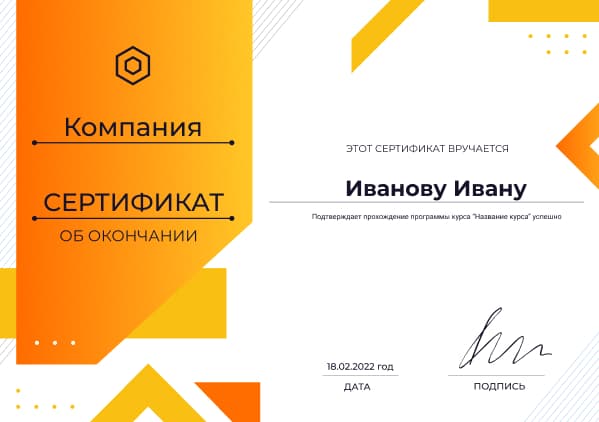 Компания
СЕРТИФИКАТ
ОБ ОКОНЧАНИИ
ЭТОТ СЕРТИФИКАТ ВРУЧАЕТСЯ
Иванову Ивану
Подтверждает прохождение программы курса "Название курса" успешно
18.02.2022 год
ДАТА
ПОДПИСЬ